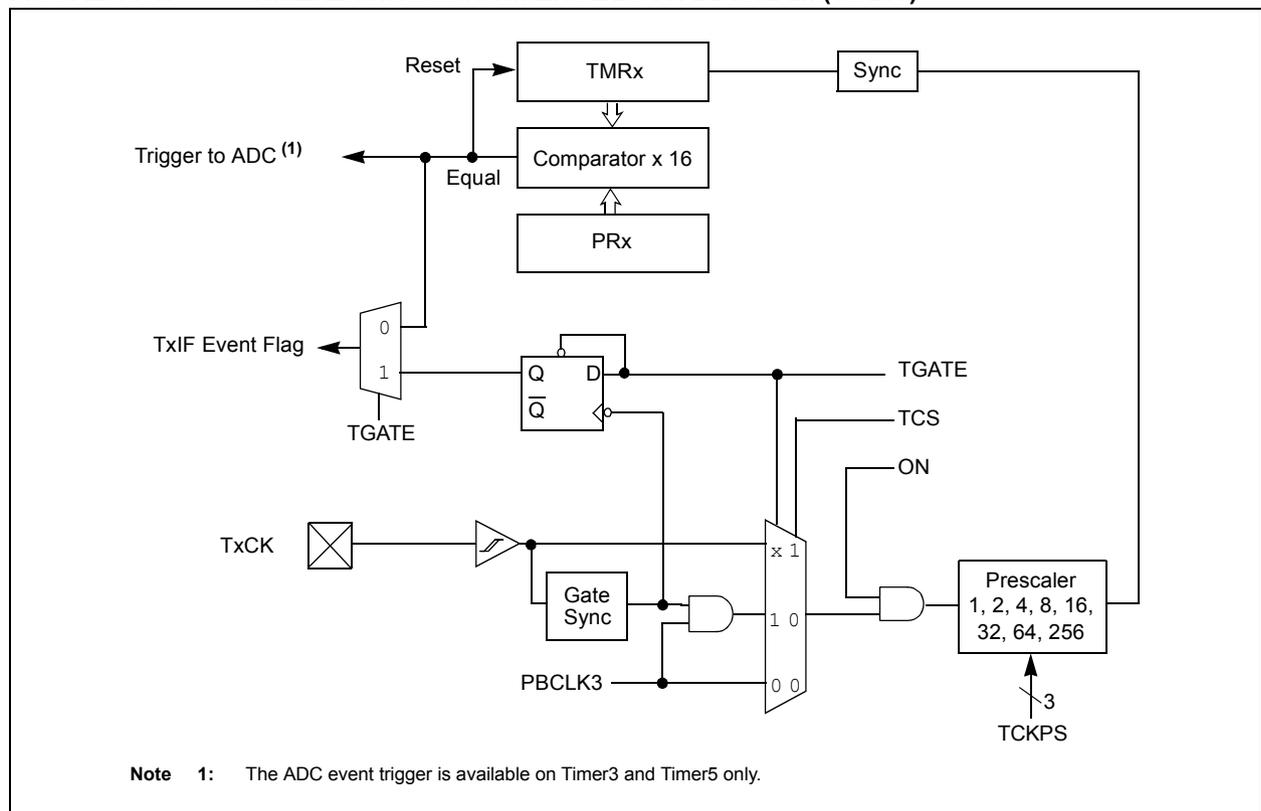 Reset
TMRx
Sync
Trigger to ADC (1)
Equal
Comparator x 16
PRx
TxIF Event Flag
0
1
TGATE
Q
D
Q̅
TGATE
TCS
ON
TxCK
x 1
Gate
Sync
1 0
PBCLK3
0 0
Prescaler
1, 2, 4, 8, 16,
32, 64, 256
3
TCKPS
Note 1: The ADC event trigger is available on Timer3 and Timer5 only.